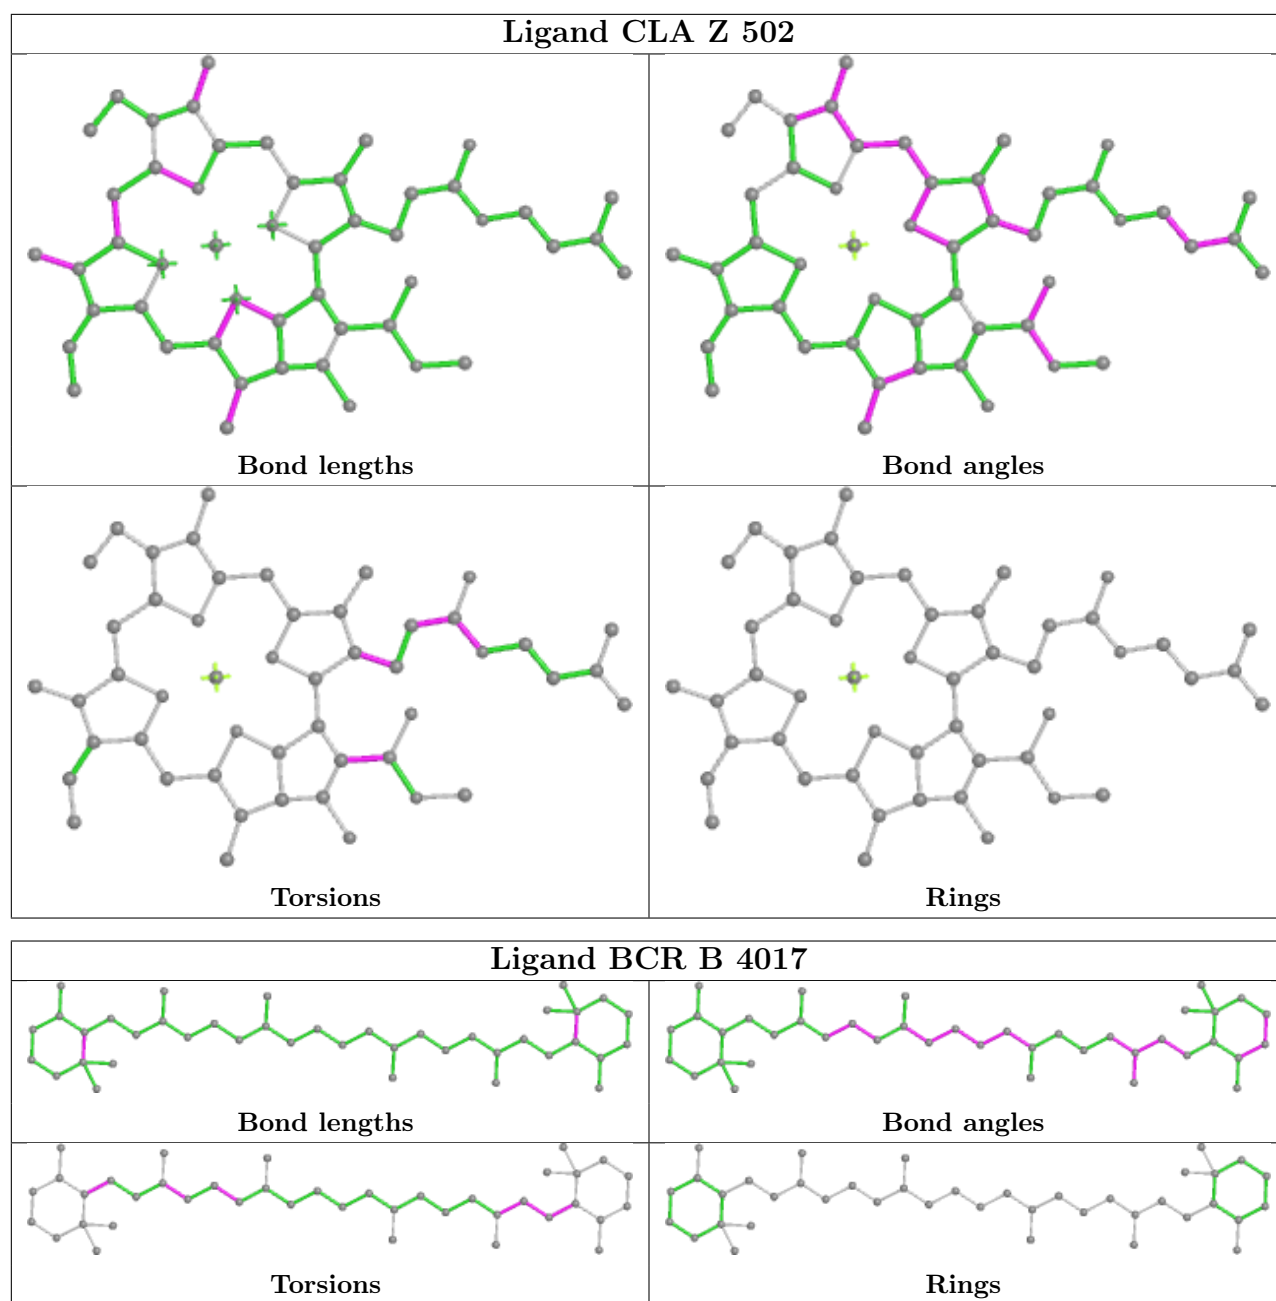 Ligand CLA Z 502
Bond lengths
Bond angles
Torsions
Rings
Ligand BCR B 4017
Bond lengths
Bond angles
Torsions
Rings